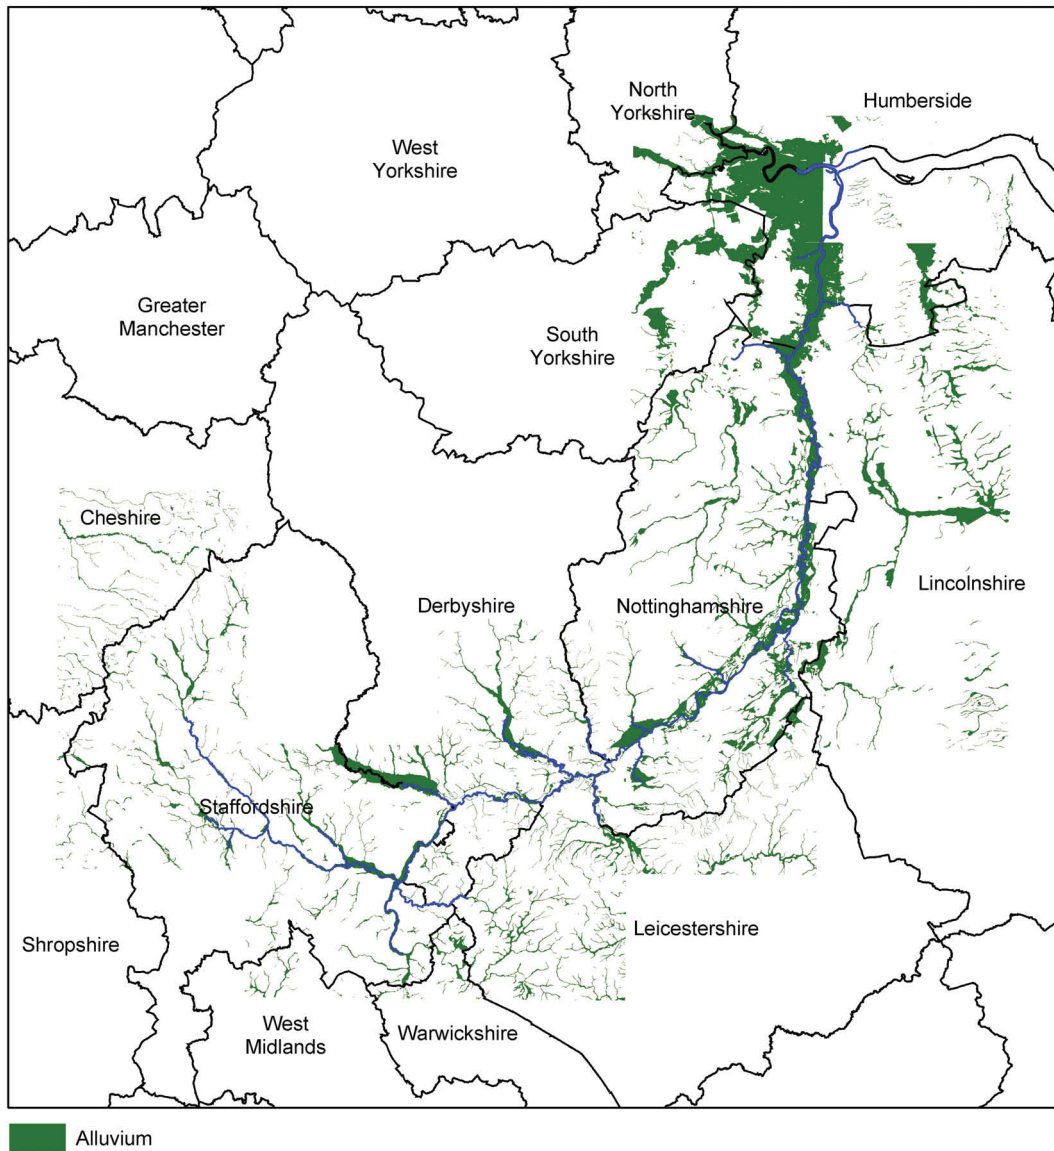 North
Yorkshire
Humberside
West
Yorkshire
Greater
Manchester
South
Yorkshire
Cheshire
Derbyshire
Nottinghamshire
Lincolnshire
Staffordshire
Shropshire
Leicestershire
West
Midlands
Warwickshire
Alluvium